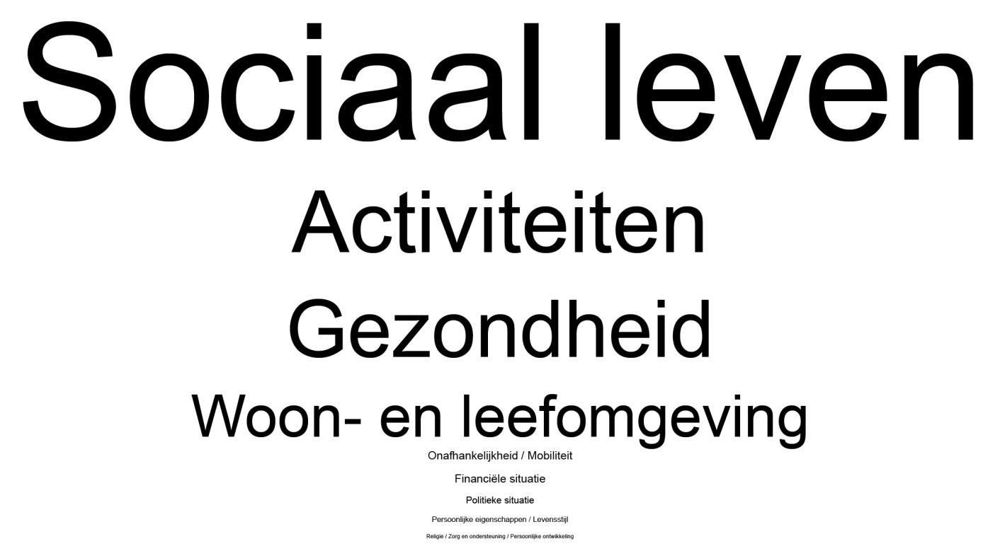 Sociaal leven
Activiteiten
Gezondheid
Woon- en leefomgeving
Onafhankelijkheid / Mobiliteit
Financiële situatie
Politieke situatie
Persoonlijke eigenschappen / Levensstijl
Religie / Zorg en ondersteuning / Persoonlijke ontwikkeling